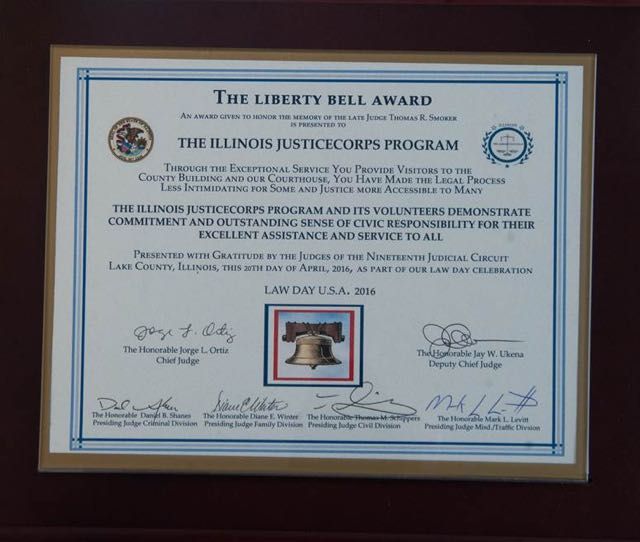 THE LIBERTY BELL AWARD
AN AWARD GIVEN TO HONOR THE MEMORY OF THE LATE JUDGE THOMAS R. SMOKER
IS PRESENTED TO
THE ILLINOIS JUSTICECORPS PROGRAM
THROUGH THE EXCEPTIONAL SERVICE YOU PROVIDE VISITORS TO THE
COUNTY BUILDING AND OUR COURTHOUSE, YOU HAVE MADE THE LEGAL PROCESS
LESS INTIMIDATING FOR SOME AND JUSTICE MORE ACCESSIBLE TO MANY
THE ILLINOIS JUSTICECORPS PROGRAM AND ITS VOLUNTEERS DEMONSTRATE
COMMITMENT AND OUTSTANDING SENSE OF CIVIC RESPONSIBILITY FOR THEIR
EXCELLENT ASSISTANCE AND SERVICE TO ALL
PRESENTED WITH GRATITUDE BY THE JUDGES OF THE NINETEENTH JUDICIAL CIRCUIT
LAKE COUNTY, ILLINOIS, THIS 20TH DAY OF APRIL, 2016, AS PART OF OUR LAW DAY CELEBRATION
LAW DAY U.S.A. 2016
Jorge L. Ortiz
The Honorable Jorge L. Ortiz
Chief Judge
The Honorable Jay W. Ukena
Deputy Chief Judge
Diane E Winter
Mark L Levitt
The Honorable Daniel B. Shanes
Presiding Judge Criminal Division
The Honorable Diane E. Winter
Presiding Judge Family Division
The Honorable Thomas M. Schippers
Presiding Judge Civil Division
The Honorable Mark L. Levitt
Presiding Judge Misd./Traffic Division